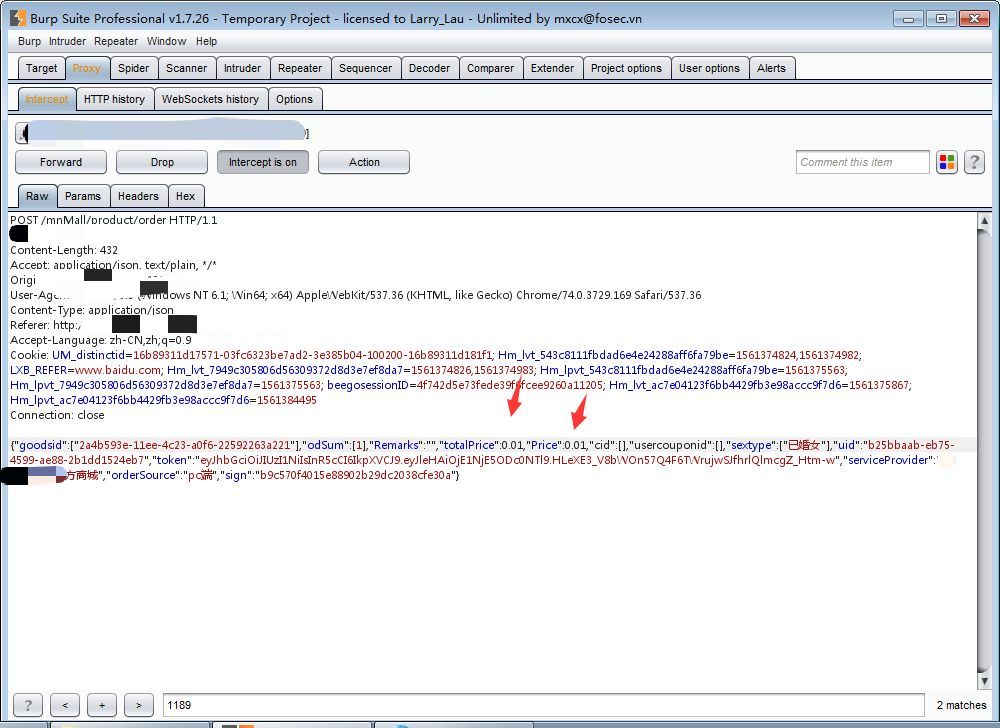 Burp Suite Professional v1.7.26 - Temporary Project - licensed to Larry_Lau - Unlimited by mxcx@fosec.vn
Burp Intruder Repeater Window Help
Target Proxy Spider Scanner Intruder Repeater Sequencer Decoder Comparer Extender Project options User options Alerts
Intercept HTTP history WebSockets history Options
]
Forward Drop Intercept is on Action Comment this item ?
Raw Params Headers Hex
POST /mnMall/product/order HTTP/1.1
Content-Length: 432
Accept: application/json, text/plain, */*
Origi
User-Age (Windows NT 6.1; Win64; x64) AppleWebKit/537.36 (KHTML, like Gecko) Chrome/74.0.3729.169 Safari/537.36
Content-Type: application/json
Referer: http:/
Accept-Language: zh-CN,zh;q=0.9
Cookie: UM_distinctid=16b89311d17571-03fc6323be7ad2-3e385b04-100200-16b89311d181f1; Hm_lvt_543c8111fbdad6e4e24288aff6fa79be=1561374824,1561374982;
LXB_REFER=www.baidu.com; Hm_lvt_7949c305806d56309372d8d3e7ef8da7=1561374826,1561374983; Hm_lpvt_543c8111fbdad6e4e24288aff6fa79be=1561375563;
Hm_lpvt_7949c305806d56309372d8d3e7ef8da7=1561375563; beegosessionID=4f742d5e73fede39f6fcee9260a11205; Hm_lvt_ac7e04123f6bb4429fb3e98accc9f7d6=1561375867;
Hm_lpvt_ac7e04123f6bb4429fb3e98accc9f7d6=1561384495
Connection: close
{"goodsid":["2a4b593e-11ee-4c23-a0f6-22592263a221"],"odSum":[1],"Remarks":"","totalPrice":0.01,"Price":0.01,"cid":[],"usercouponid":[],"sextype":["已婚女"],"uid":"b25bbaab-eb75-
4599-ae88-2b1dd1524eb7","token":"eyJhbGciOiJIUzI1NiIsInR5cCI6IkpXVCJ9.eyJleHAiOjE1NjE5ODc0NTl9.HLeXE3_V8bWOn57Q4F6TWrujwSJfhrlQlmcgZ_Htm-w","serviceProvider":"
方商城","orderSource":"pc端","sign":"b9c570f4015e88902b29dc2038cfe30a"}
? < + > 1189 2 matches